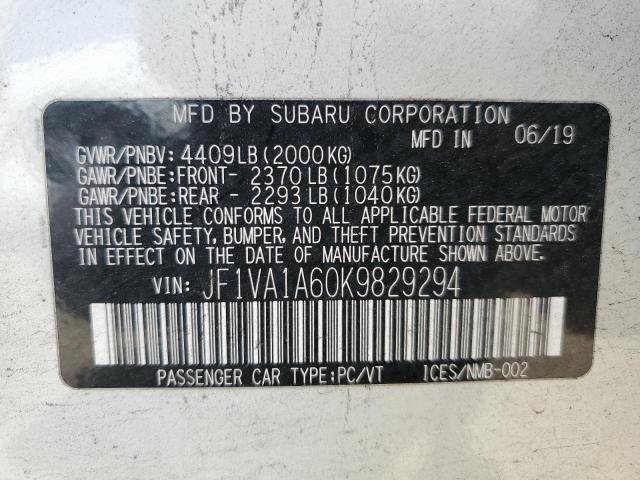 MFD BY SUBARU CORPORATION
MFD IN 06/19
GVWR/PNBV: 4409LB(2000KG)
GAWR/PNBE:FRONT- 2370LB(1075KG)
GAWR/PNBE:REAR - 2293LB(1040KG)
THIS VEHICLE CONFORMS TO ALL APPLICABLE FEDERAL MOTOR
VEHICLE SAFETY, BUMPER, AND THEFT PREVENTION STANDARDS
IN EFFECT ON THE DATE OF MANUFACTURE SHOWN ABOVE.
VIN: JF1VA1A60K9829294
PASSENGER CAR TYPE:PC/VT ICES/NMB-002